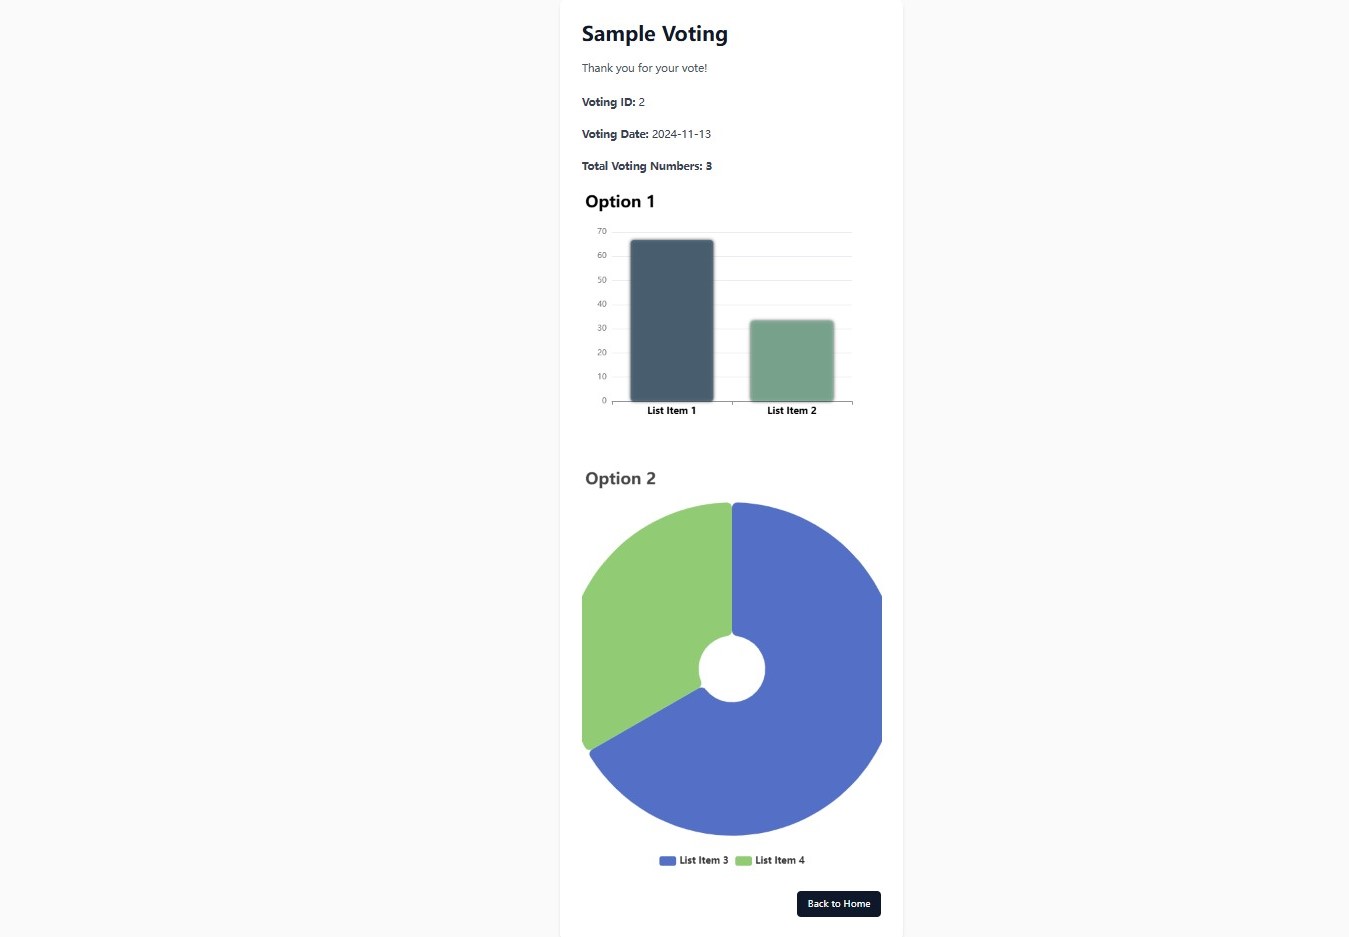 Sample Voting
Thank you for your vote!
Voting ID: 2
Voting Date: 2024-11-13
Total Voting Numbers: 3
Option 1
70
60
50
40
30
20
10
0
List Item 1
List Item 2
Option 2
List Item 3
List Item 4
Back to Home